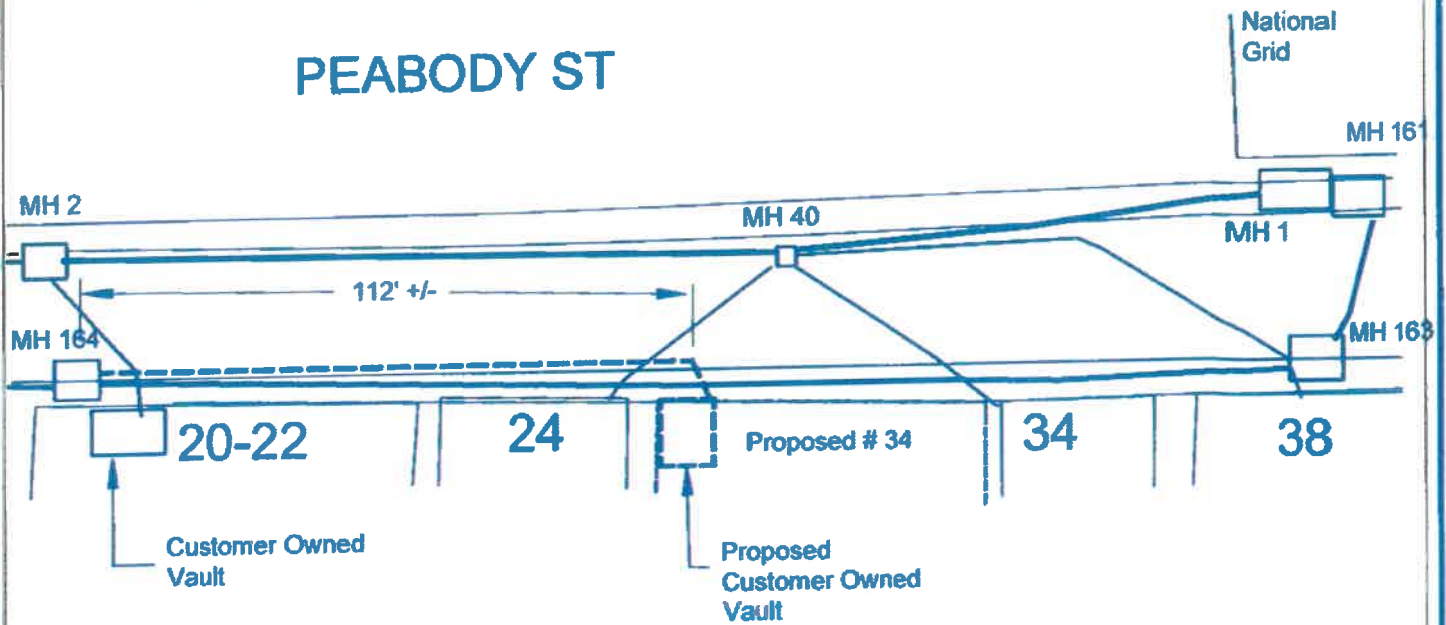 National
Grid
PEABODY ST
MH 161
MH 2
MH 40
MH 1
112' +/-
MH 164
MH 163
20-22
24
Proposed # 34
34
38
Customer Owned
Vault
Proposed
Customer Owned
Vault